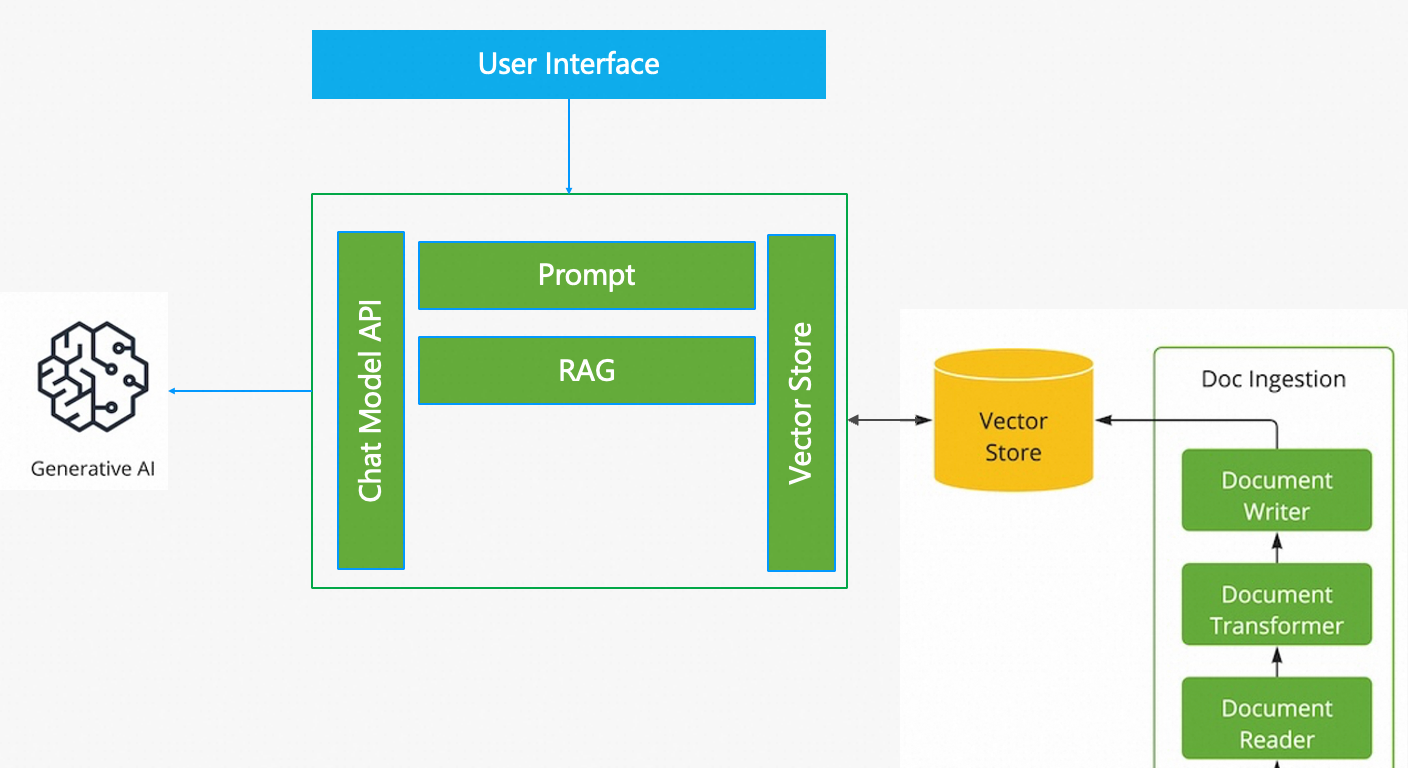 User Interface
Chat Model API
Prompt
RAG
Vector Store
Generative AI
Vector
Store
Doc Ingestion
Document
Writer
Document
Transformer
Document
Reader